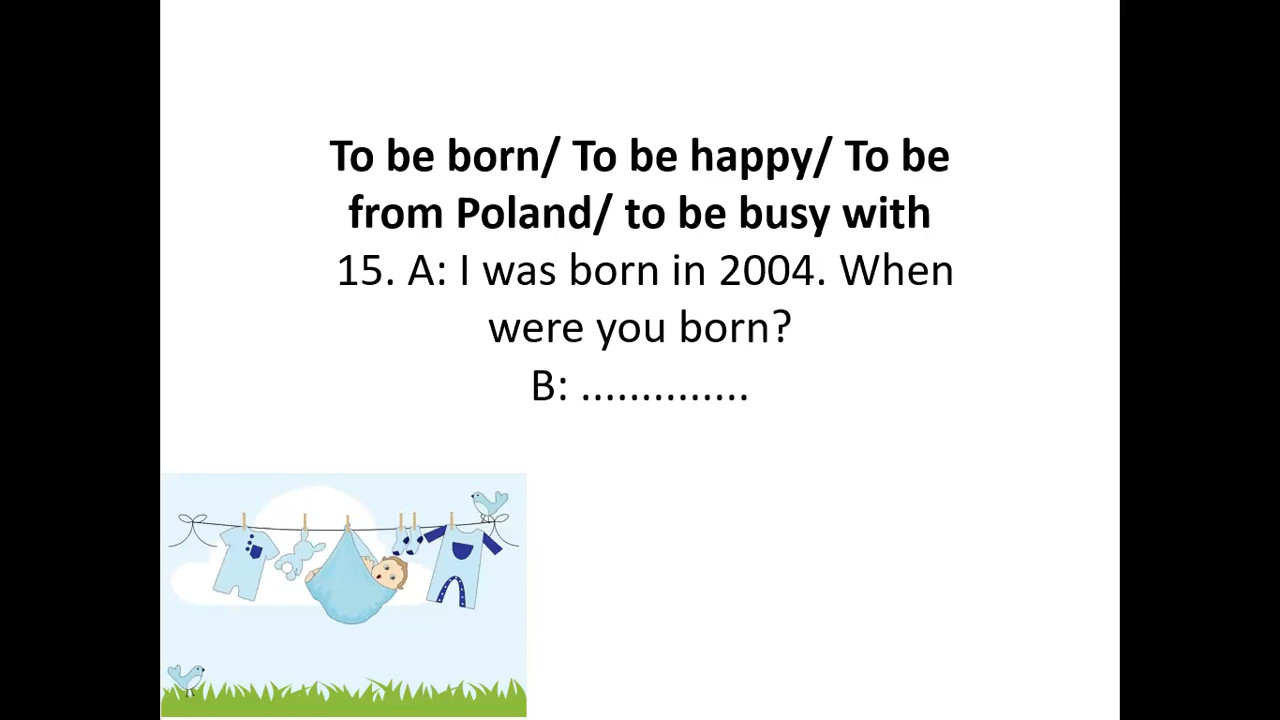 To be born/ To be happy/ To be
from Poland/ to be busy with
15. A: I was born in 2004. When
were you born?
B: ..............